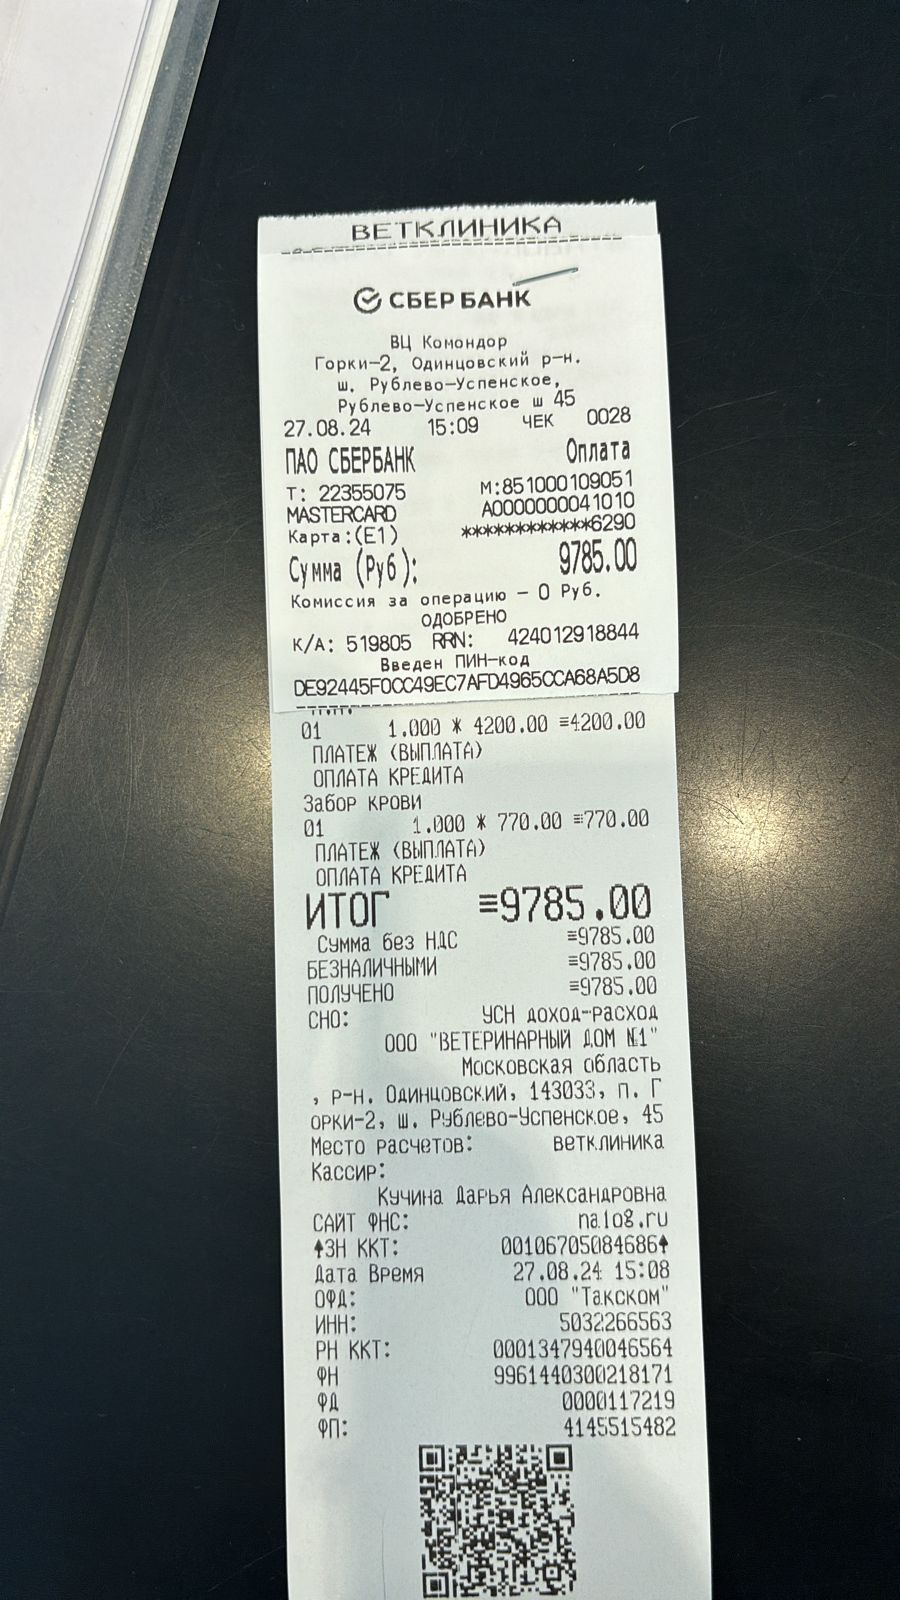 ВЕТКЛИНИКА
СБЕР БАНК
ВЦ Комондор
Горки-2, Одинцовский р-н.
ш. Рублево-Успенское,
Рублево-Успенское ш 45
27.08.24 15:09 ЧЕК 0028
ПАО СБЕРБАНК Оплата
Т: 22355075 М:851000109051
MASTERCARD A0000000041010
Карта:(E1) ************6290
Сумма (Руб): 9785.00
Комиссия за операцию – 0 Руб.
ОДОБРЕНО
К/А: 519805 RRN: 424012918844
Введен ПИН-код
DE92445F0CC49EC7AFD4965CCA68A5D8
01 1.000 * 4200.00 ≡4200.00
ПЛАТЕЖ (ВЫПЛАТА)
ОПЛАТА КРЕДИТА
Забор крови
01 1.000 * 770.00 ≡770.00
ПЛАТЕЖ (ВЫПЛАТА)
ОПЛАТА КРЕДИТА
ИТОГ ≡9785.00
Сумма без НДС ≡9785.00
БЕЗНАЛИЧНЫМИ ≡9785.00
ПОЛУЧЕНО ≡9785.00
СНО: УСН доход-расход
ООО "ВЕТЕРИНАРНЫЙ ДОМ №1"
Московская область
, р-н. Одинцовский, 143033, п. Г
орки-2, ш. Рублево-Успенское, 45
Место расчетов: ветклиника
Кассир:
Кучина Дарья Александровна
САЙТ ФНС: nalog.ru
ЗН ККТ: 00106705084686
Дата Время 27.08.24 15:08
ОФД: ООО "Такском"
ИНН: 5032266563
РН ККТ: 0001347940046564
ФН 9961440300218171
ФД 0000117219
ФП: 4145515482